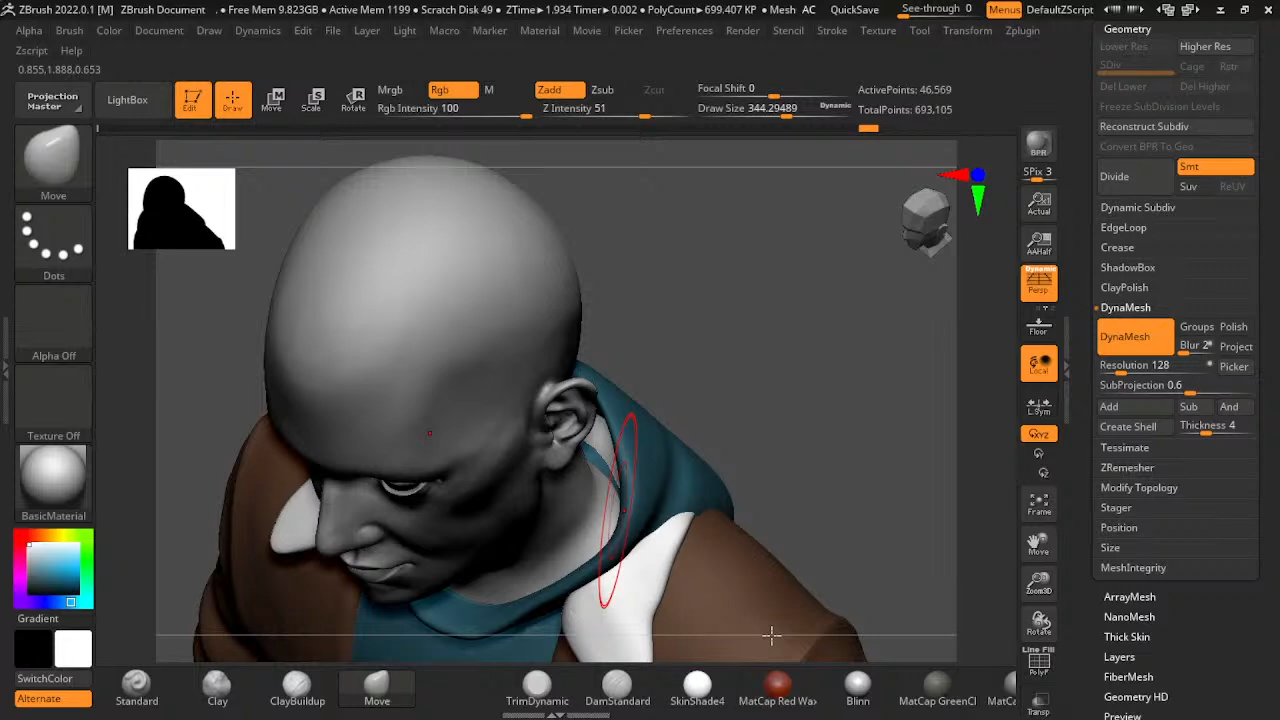 ZBrush 2022.0.1 [M] ZBrush Document . • Free Mem 9.823GB • Active Mem 1199 • Scratch Disk 49 • ZTime ▸ 1.934 Timer ▸ 0.002 • PolyCount ▸ 699.407 KP • Mesh AC QuickSave See-through 0 Menus DefaultZScript
Alpha Brush Color Document Draw Dynamics Edit File Layer Light Macro Marker Material Movie Picker Preferences Render Stencil Stroke Texture Tool Transform Zplugin
Zscript Help
0.855,1.888,0.653
Projection Master LightBox Edit Draw Move Scale Rotate
Mrgb Rgb M Zadd Zsub Zcut Focal Shift 0 ActivePoints: 46,569
Rgb Intensity 100 Z Intensity 51 Draw Size 344.29489 Dynamic TotalPoints: 693,105
Move
Dots
Alpha Off
Texture Off
BasicMaterial
Gradient
SwitchColor
Alternate
Standard Clay ClayBuildup Move TrimDynamic DamStandard SkinShade4 MatCap Red Wax Blinn MatCap GreenCl MatC
BPR
SPix 3
Actual
AAHalf
Dynamic
Persp
Floor
Local
L.Sym
XYZ
Frame
Move
Zoom3D
Rotate
Line Fill
PolyF
Transp
Geometry
Lower Res Higher Res
SDiv Cage Rstr
Del Lower Del Higher
Freeze SubDivision Levels
Reconstruct Subdiv
Convert BPR To Geo
Divide Smt
Suv ReUV
Dynamic Subdiv
EdgeLoop
Crease
ShadowBox
ClayPolish
DynaMesh
DynaMesh Groups Polish
Blur 2 Project
Resolution 128 Picker
SubProjection 0.6
Add Sub And
Create Shell Thickness 4
Tessimate
ZRemesher
Modify Topology
Stager
Position
Size
MeshIntegrity
ArrayMesh
NanoMesh
Thick Skin
Layers
FiberMesh
Geometry HD
Preview